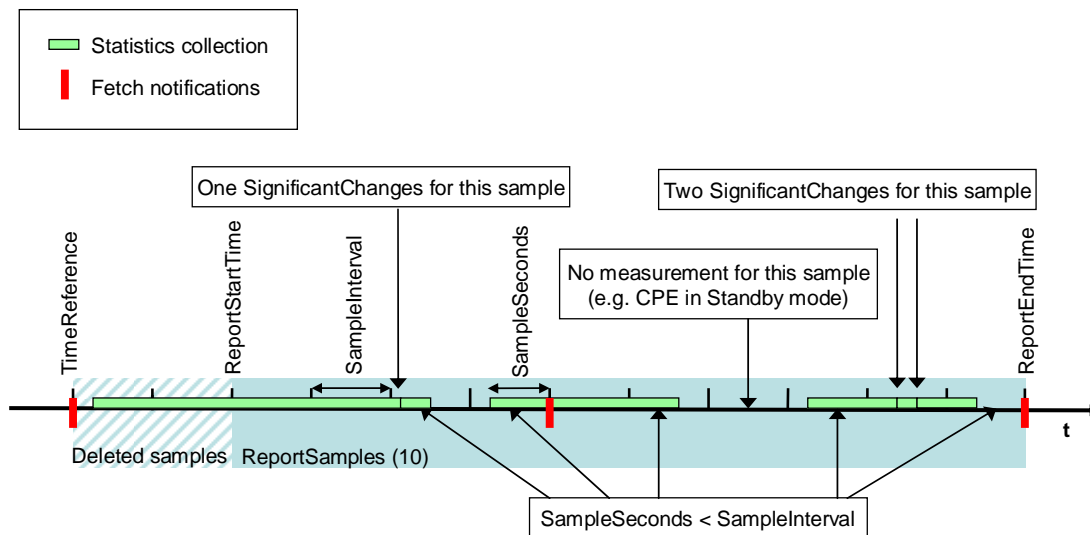 Statistics collection
Fetch notifications
One SignificantChanges for this sample
Two SignificantChanges for this sample
TimeReference
ReportStartTime
SampleInterval
SampleSeconds
No measurement for this sample
(e.g. CPE in Standby mode)
ReportEndTime
t
Deleted samples
ReportSamples (10)
SampleSeconds < SampleInterval